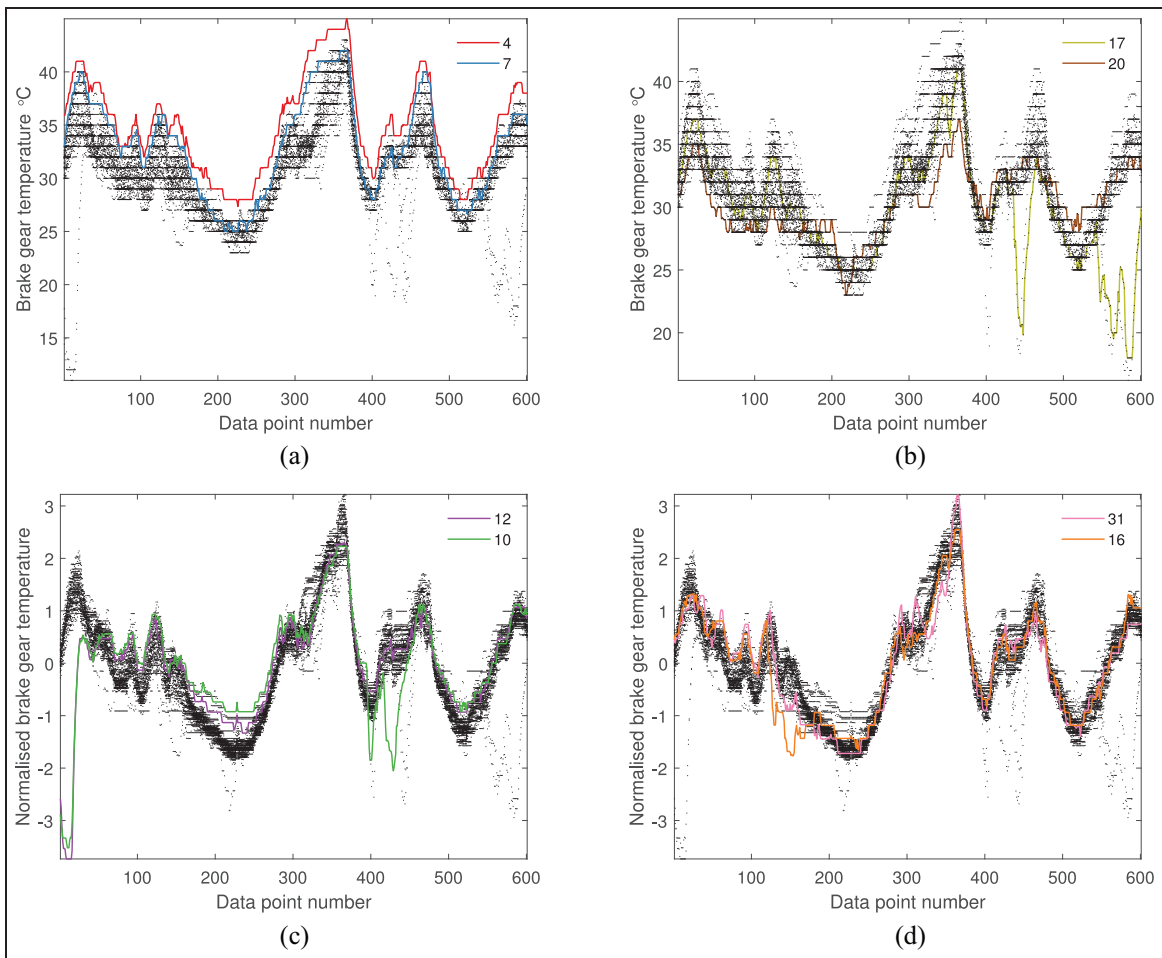 4
7
Brake gear temperature °C
40
35
30
25
20
15
100 200 300 400 500 600
Data point number
(a)
17
20
Brake gear temperature °C
40
35
30
25
20
100 200 300 400 500 600
Data point number
(b)
12
10
Normalised brake gear temperature
3
2
1
0
-1
-2
-3
100 200 300 400 500 600
Data point number
(c)
31
16
Normalised brake gear temperature
3
2
1
0
-1
-2
-3
100 200 300 400 500 600
Data point number
(d)